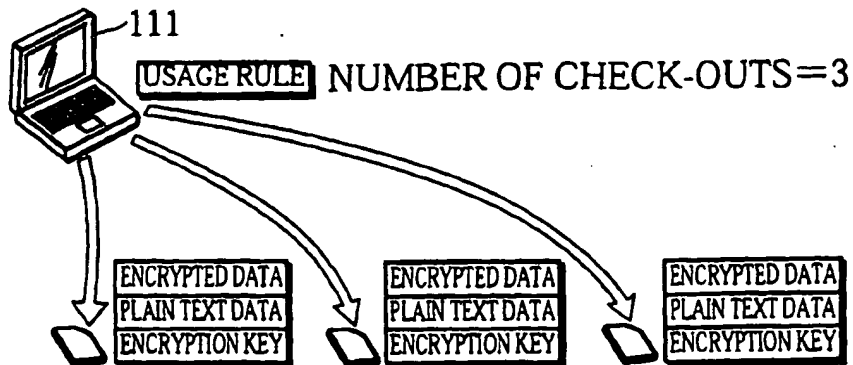 111
USAGE RULE NUMBER OF CHECK-OUTS=3
ENCRYPTED DATA
PLAIN TEXT DATA
ENCRYPTION KEY
ENCRYPTED DATA
PLAIN TEXT DATA
ENCRYPTION KEY
ENCRYPTED DATA
PLAIN TEXT DATA
ENCRYPTION KEY